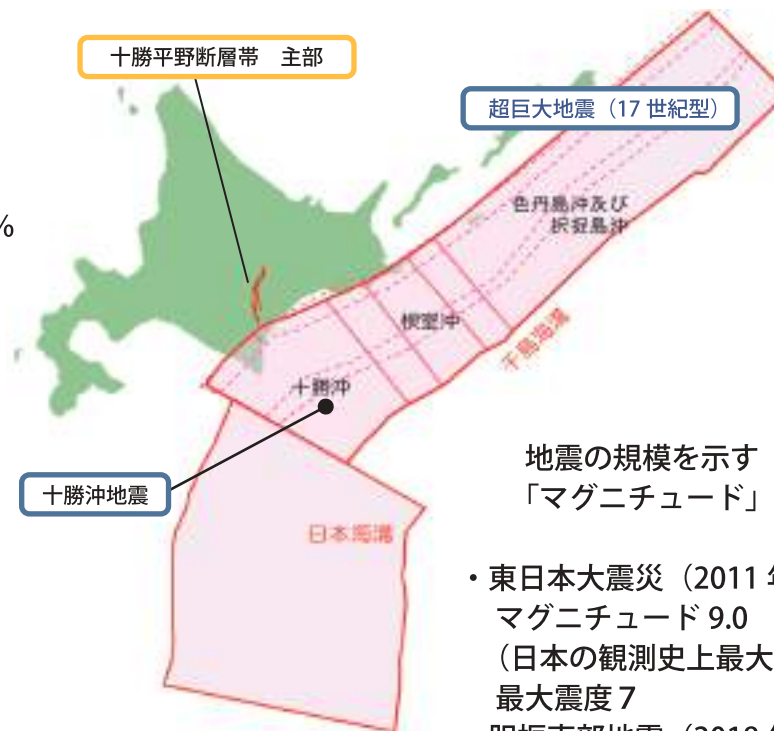 十勝平野断層帯　主部
超巨大地震（17 世紀型）
%
色丹島沖及び
択捉島沖
根室沖
千島海溝
十勝沖
十勝沖地震
日本海溝
地震の規模を示す
「マグニチュード」
・東日本大震災（2011 年
マグニチュード 9.0
（日本の観測史上最大
最大震度 7